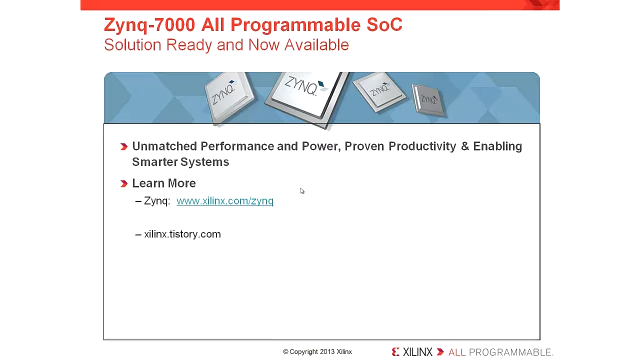 Zynq-7000 All Programmable SoC
Solution Ready and Now Available
ZYNQ
ZYNQ
ZYNQ
ZYNQ
Unmatched Performance and Power, Proven Productivity & Enabling
Smarter Systems
Learn More
– Zynq: www.xilinx.com/zynq
– xilinx.tistory.com
© Copyright 2013 Xilinx
XILINX
ALL PROGRAMMABLE.